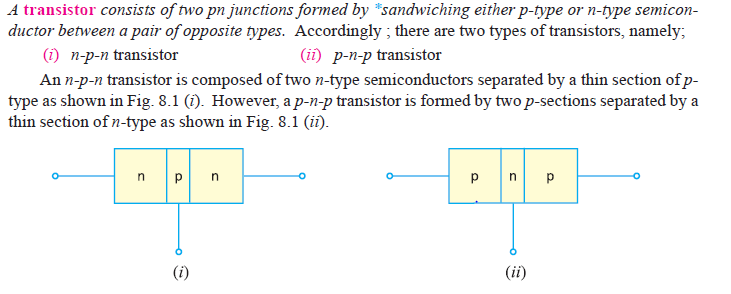 A transistor consists of two pn junctions formed by *sandwiching either p-type or n-type semicon-
ductor between a pair of opposite types. Accordingly ; there are two types of transistors, namely;
(i) n-p-n transistor (ii) p-n-p transistor
An n-p-n transistor is composed of two n-type semiconductors separated by a thin section of p-
type as shown in Fig. 8.1 (i). However, a p-n-p transistor is formed by two p-sections separated by a
thin section of n-type as shown in Fig. 8.1 (ii).
n p n p n p
(i) (ii)